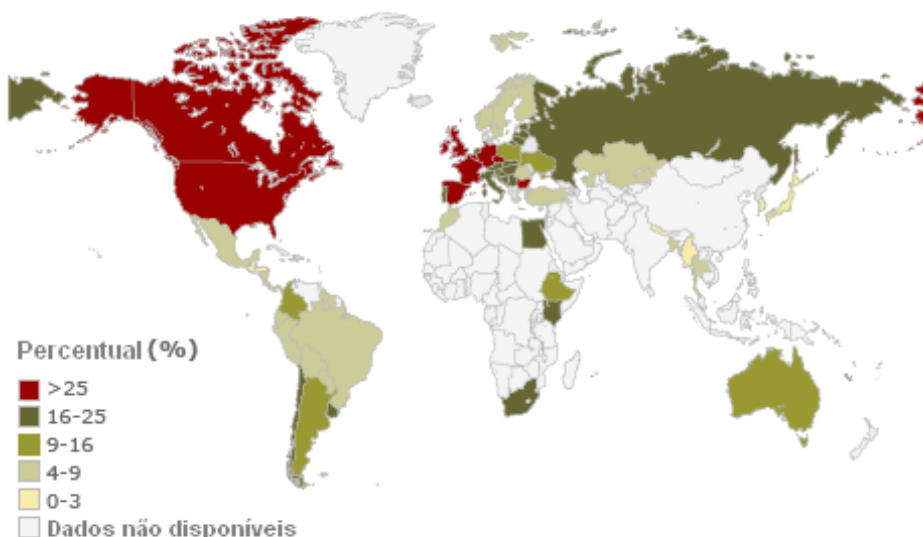 Percentual (%)
>25
16-25
9-16
4-9
0-3
Dados não disponíveis